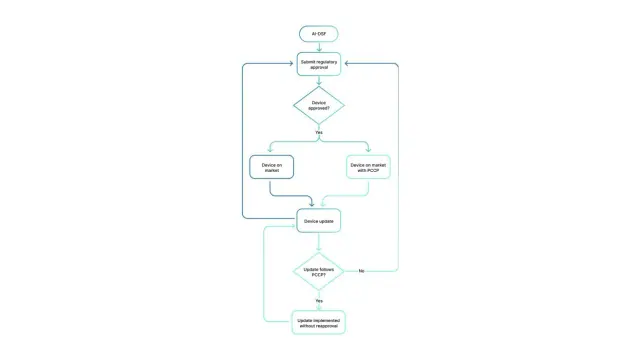 AI-DSF
Submit regulatory
approval
Device
approved?
Yes
Device on
market
Device on market
with PCCP
Device update
Update follows
PCCP?
No
Yes
Update implemented
without reapproval